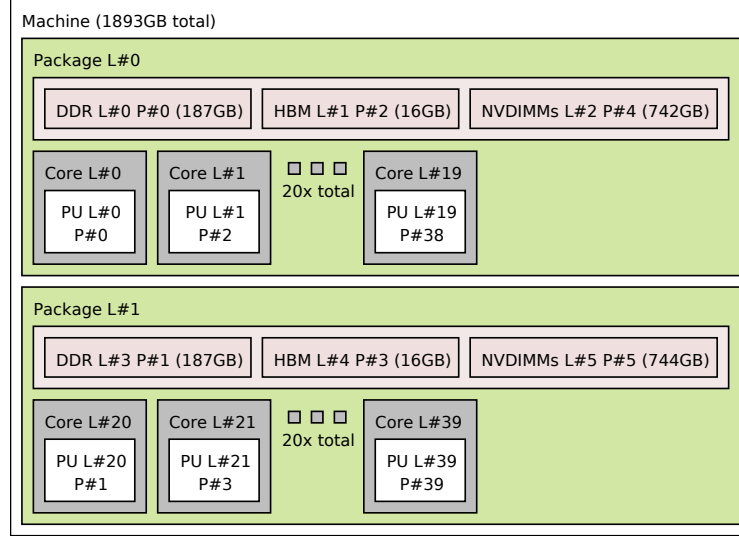 Machine (1893GB total)
Package L#0
DDR L#0 P#0 (187GB)
HBM L#1 P#2 (16GB)
NVDIMMs L#2 P#4 (742GB)
Core L#0
Core L#1
20x total
Core L#19
PU L#0
P#0
PU L#1
P#2
PU L#19
P#38
Package L#1
DDR L#3 P#1 (187GB)
HBM L#4 P#3 (16GB)
NVDIMMs L#5 P#5 (744GB)
Core L#20
Core L#21
20x total
Core L#39
PU L#20
P#1
PU L#21
P#3
PU L#39
P#39